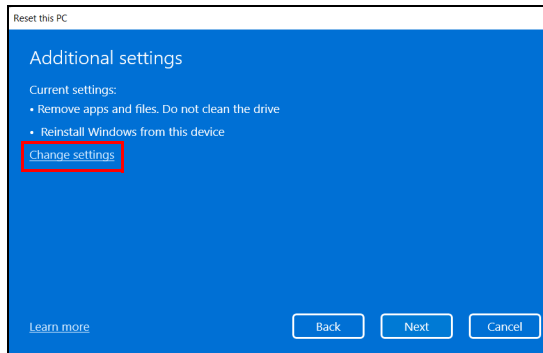 Reset this PC
Additional settings
Current settings:
• Remove apps and files. Do not clean the drive
• Reinstall Windows from this device
Change settings
Learn more
Back
Next
Cancel